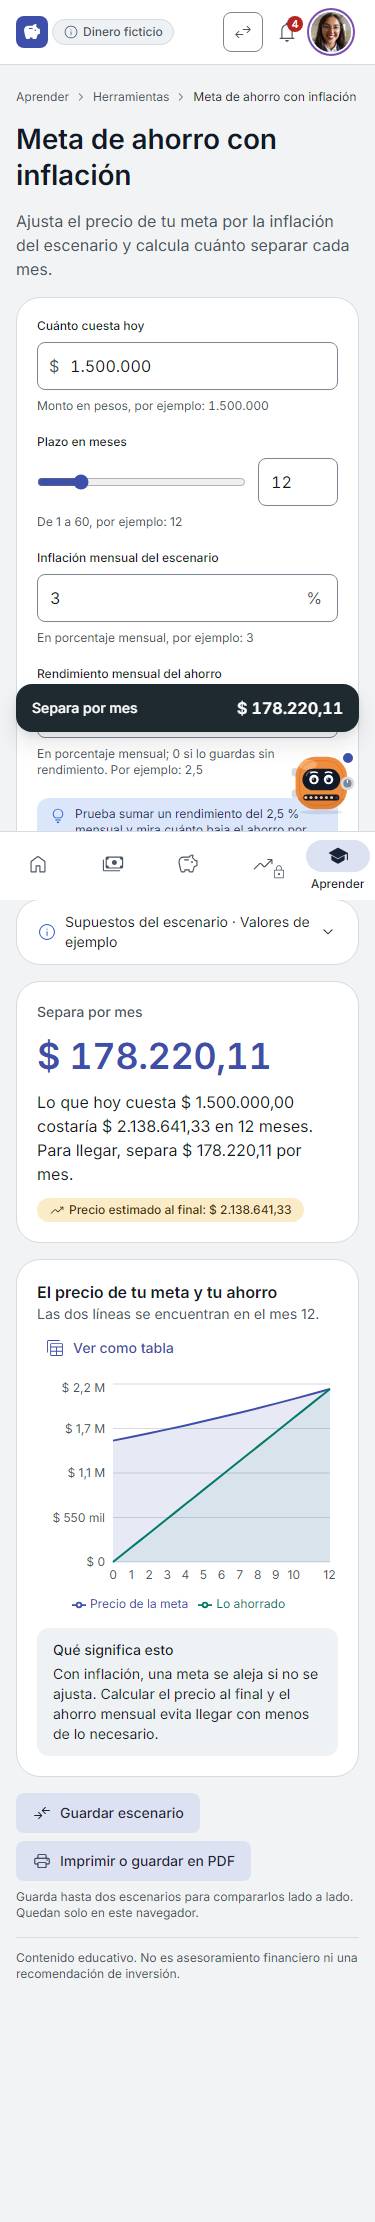 Dinero ficticio
4
Aprender
Herramientas
Meta de ahorro con inflación
Meta de ahorro con
inflación
Ajusta el precio de tu meta por la inflación
del escenario y calcula cuánto separar cada
mes.
Cuánto cuesta hoy
$ 1.500.000
Monto en pesos, por ejemplo: 1.500.000
Plazo en meses
12
De 1 a 60, por ejemplo: 12
Inflación mensual del escenario
3 %
En porcentaje mensual, por ejemplo: 3
Rendimiento mensual del ahorro
Separa por mes $ 178.220,11
En porcentaje mensual; 0 si lo guardas sin
rendimiento. Por ejemplo: 2,5
Prueba sumar un rendimiento del 2,5 %
mensual y mira cuánto baja el ahorro por
Aprender
Supuestos del escenario · Valores de
ejemplo
Separa por mes
$ 178.220,11
Lo que hoy cuesta $ 1.500.000,00
costaría $ 2.138.641,33 en 12 meses.
Para llegar, separa $ 178.220,11 por
mes.
Precio estimado al final: $ 2.138.641,33
El precio de tu meta y tu ahorro
Las dos líneas se encuentran en el mes 12.
Ver como tabla
$ 2,2 M
$ 1,7 M
$ 1,1 M
$ 550 mil
$ 0
0 1 2 3 4 5 6 7 8 9 10 12
Precio de la meta Lo ahorrado
Qué significa esto
Con inflación, una meta se aleja si no se
ajusta. Calcular el precio al final y el
ahorro mensual evita llegar con menos
de lo necesario.
Guardar escenario
Imprimir o guardar en PDF
Guarda hasta dos escenarios para compararlos lado a lado.
Quedan solo en este navegador.
Contenido educativo. No es asesoramiento financiero ni una
recomendación de inversión.